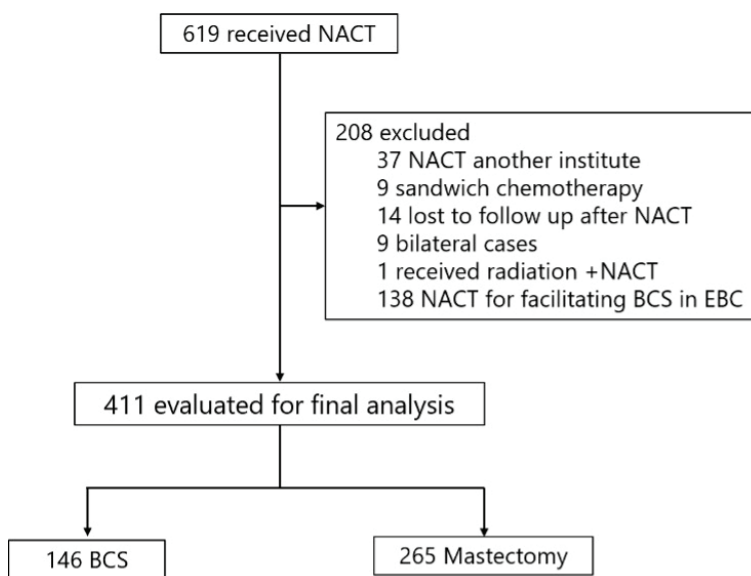 619 received NACT
208 excluded
37 NACT another institute
9 sandwich chemotherapy
14 lost to follow up after NACT
9 bilateral cases
1 received radiation +NACT
138 NACT for facilitating BCS in EBC
411 evaluated for final analysis
146 BCS
265 Mastectomy